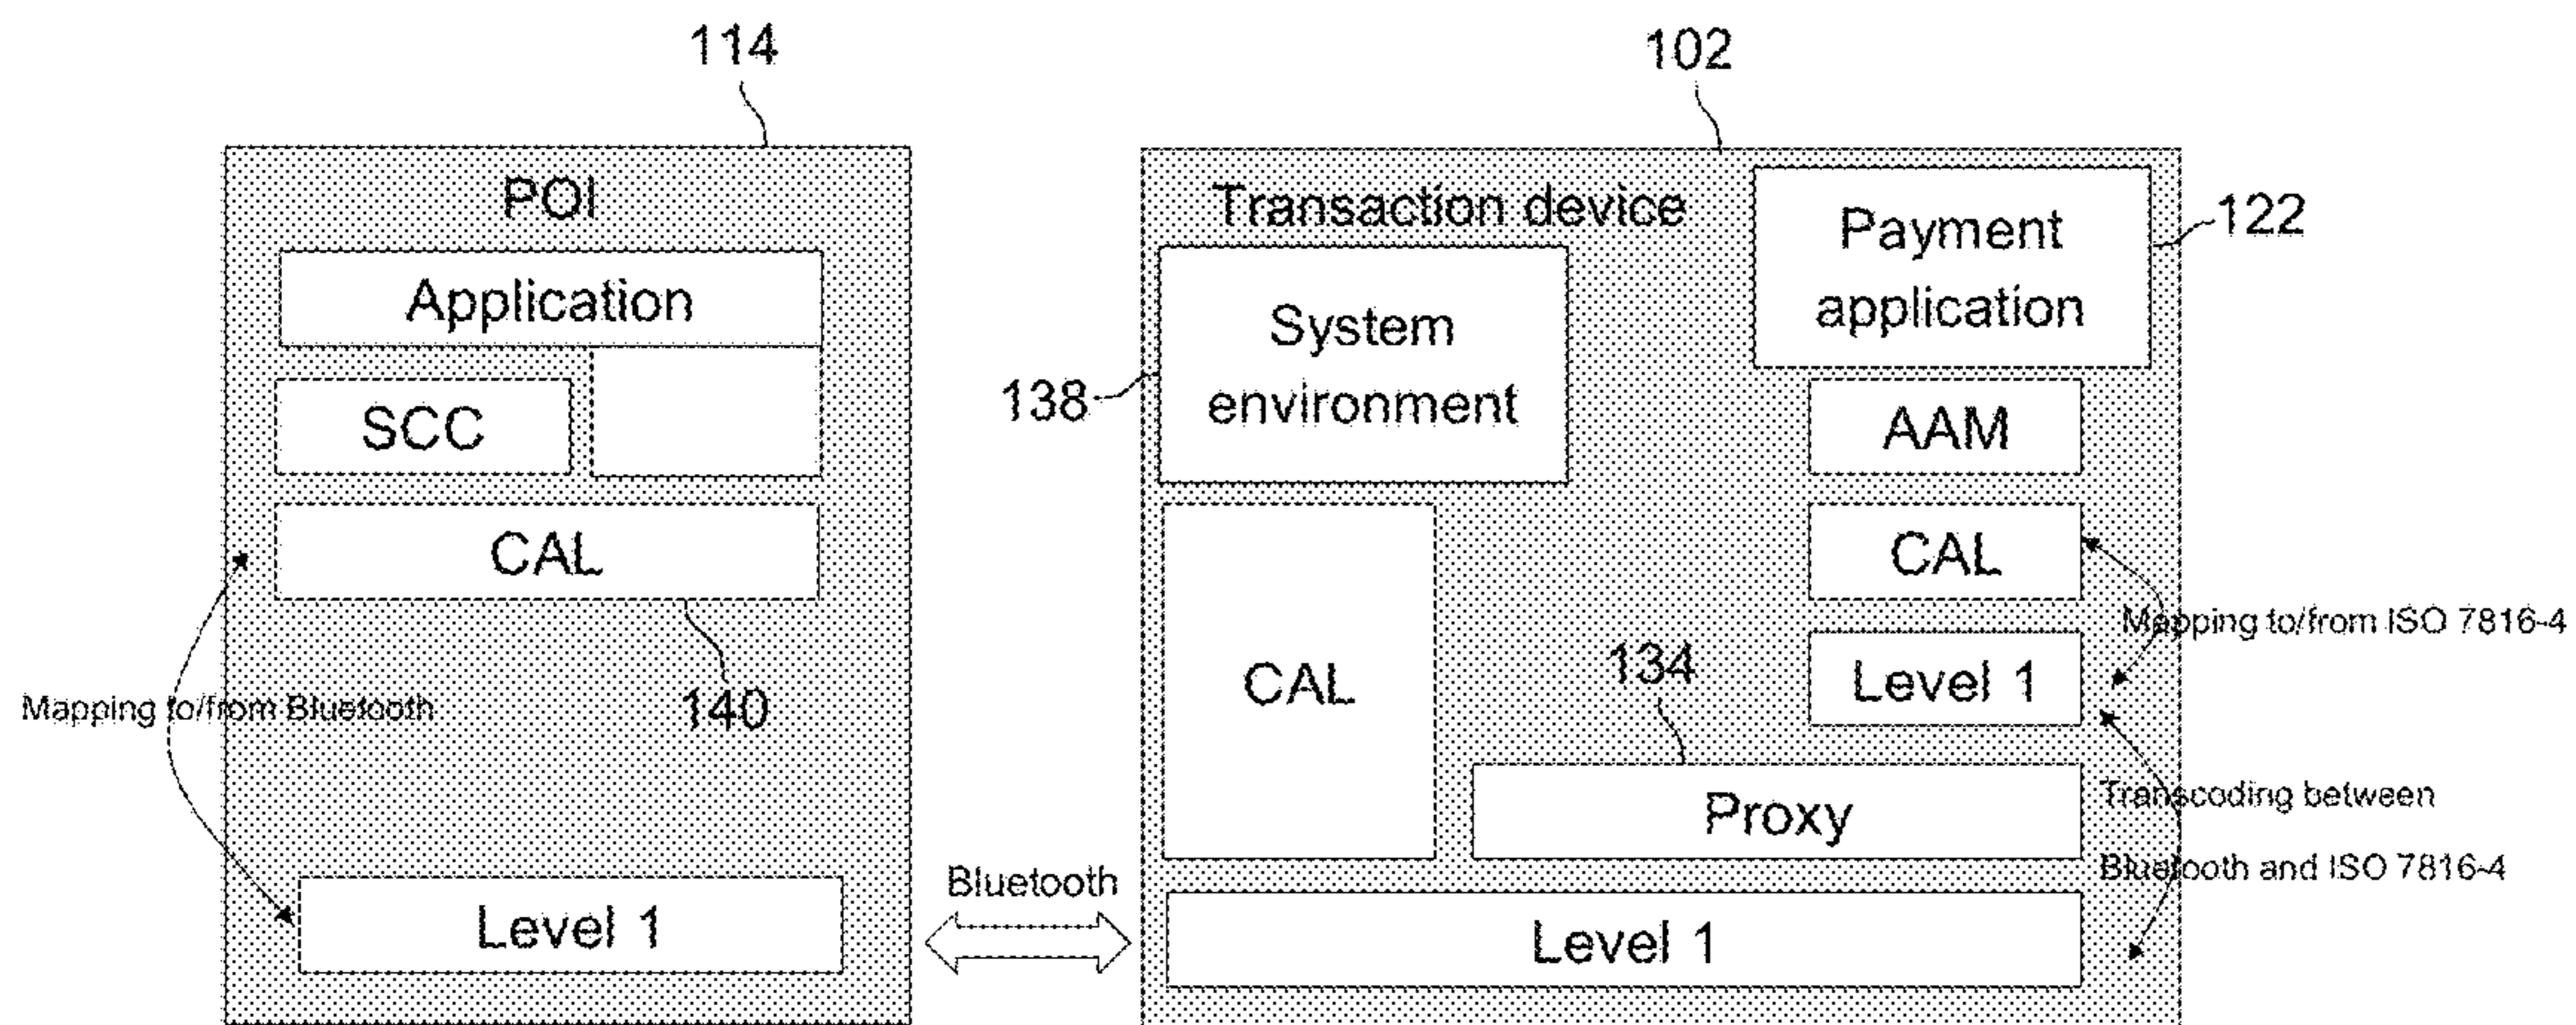 114
102
POI
Transaction device
Payment
application
122
Application
System
environment
138
SCC
AAM
CAL
CAL
Mapping to/from ISO 7816-4
140
CAL
134
Level 1
Mapping to/from Bluetooth
Proxy
Transcoding between
Bluetooth and ISO 7816-4
Bluetooth
Level 1
Level 1